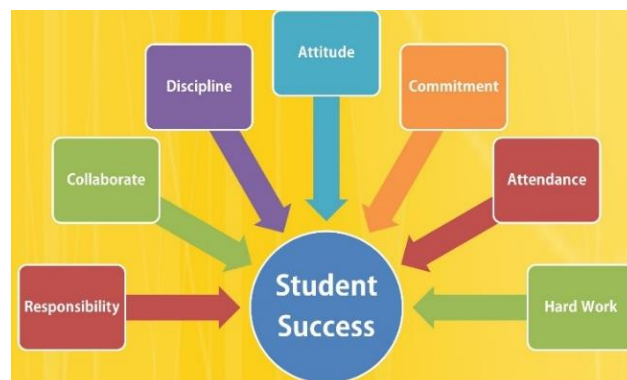 Attitude
Discipline
Commitment
Collaborate
Attendance
Responsibility
Student
Success
Hard Work